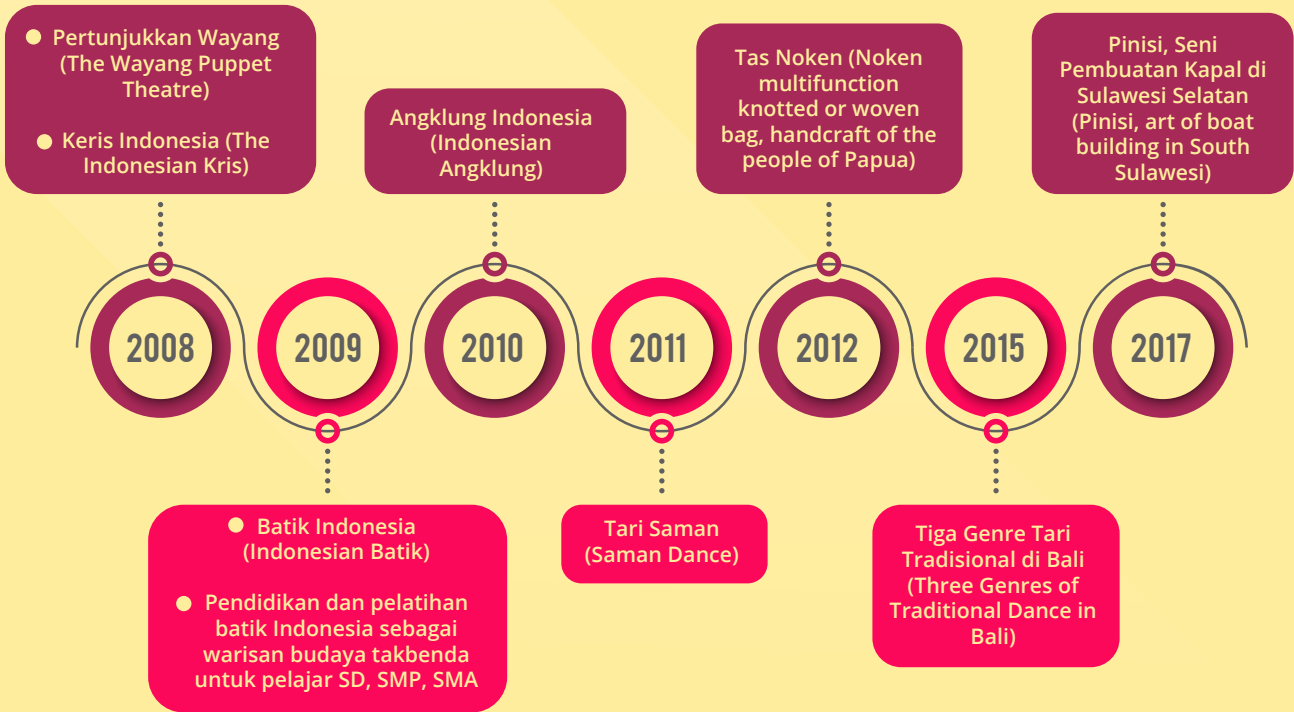 Pertunjukkan Wayang
(The Wayang Puppet
Theatre)
Keris Indonesia (The
Indonesian Kris)
Angklung Indonesia
(Indonesian
Angklung)
Tas Noken (Noken
multifunction
knotted or woven
bag, handcraft of the
people of Papua)
Pinisi, Seni
Pembuatan Kapal di
Sulawesi Selatan
(Pinisi, art of boat
building in South
Sulawesi)
2008
2009
2010
2011
2012
2015
2017
Batik Indonesia
(Indonesian Batik)
Pendidikan dan pelatihan
batik Indonesia sebagai
warisan budaya takbenda
untuk pelajar SD, SMP, SMA
Tari Saman
(Saman Dance)
Tiga Genre Tari
Tradisional di Bali
(Three Genres of
Traditional Dance in
Bali)